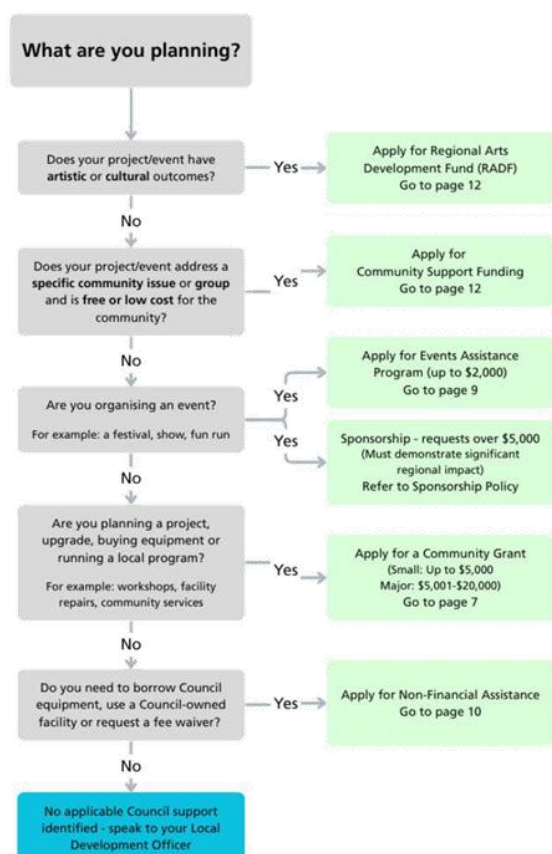 What are you planning?
Does your project/event have
artistic or cultural outcomes?
Yes
Apply for Regional Arts
Development Fund (RADF)
Go to page 12
No
Does your project/event address a
specific community issue or group
and is free or low cost for the
community?
Yes
Apply for
Community Support Funding
Go to page 12
No
Are you organising an event?
For example: a festival, show, fun run
Yes
Apply for Events Assistance
Program (up to $2,000)
Go to page 9
Yes
Sponsorship - requests over $5,000
(Must demonstrate significant
regional impact)
Refer to Sponsorship Policy
No
Are you planning a project,
upgrade, buying equipment or
running a local program?
For example: workshops, facility
repairs, community services
Yes
Apply for a Community Grant
(Small: Up to $5,000
Major: $5,001-$20,000)
Go to page 7
No
Do you need to borrow Council
equipment, use a Council-owned
facility or request a fee waiver?
Yes
Apply for Non-Financial Assistance
Go to page 10
No
No applicable Council support
identified - speak to your Local
Development Officer